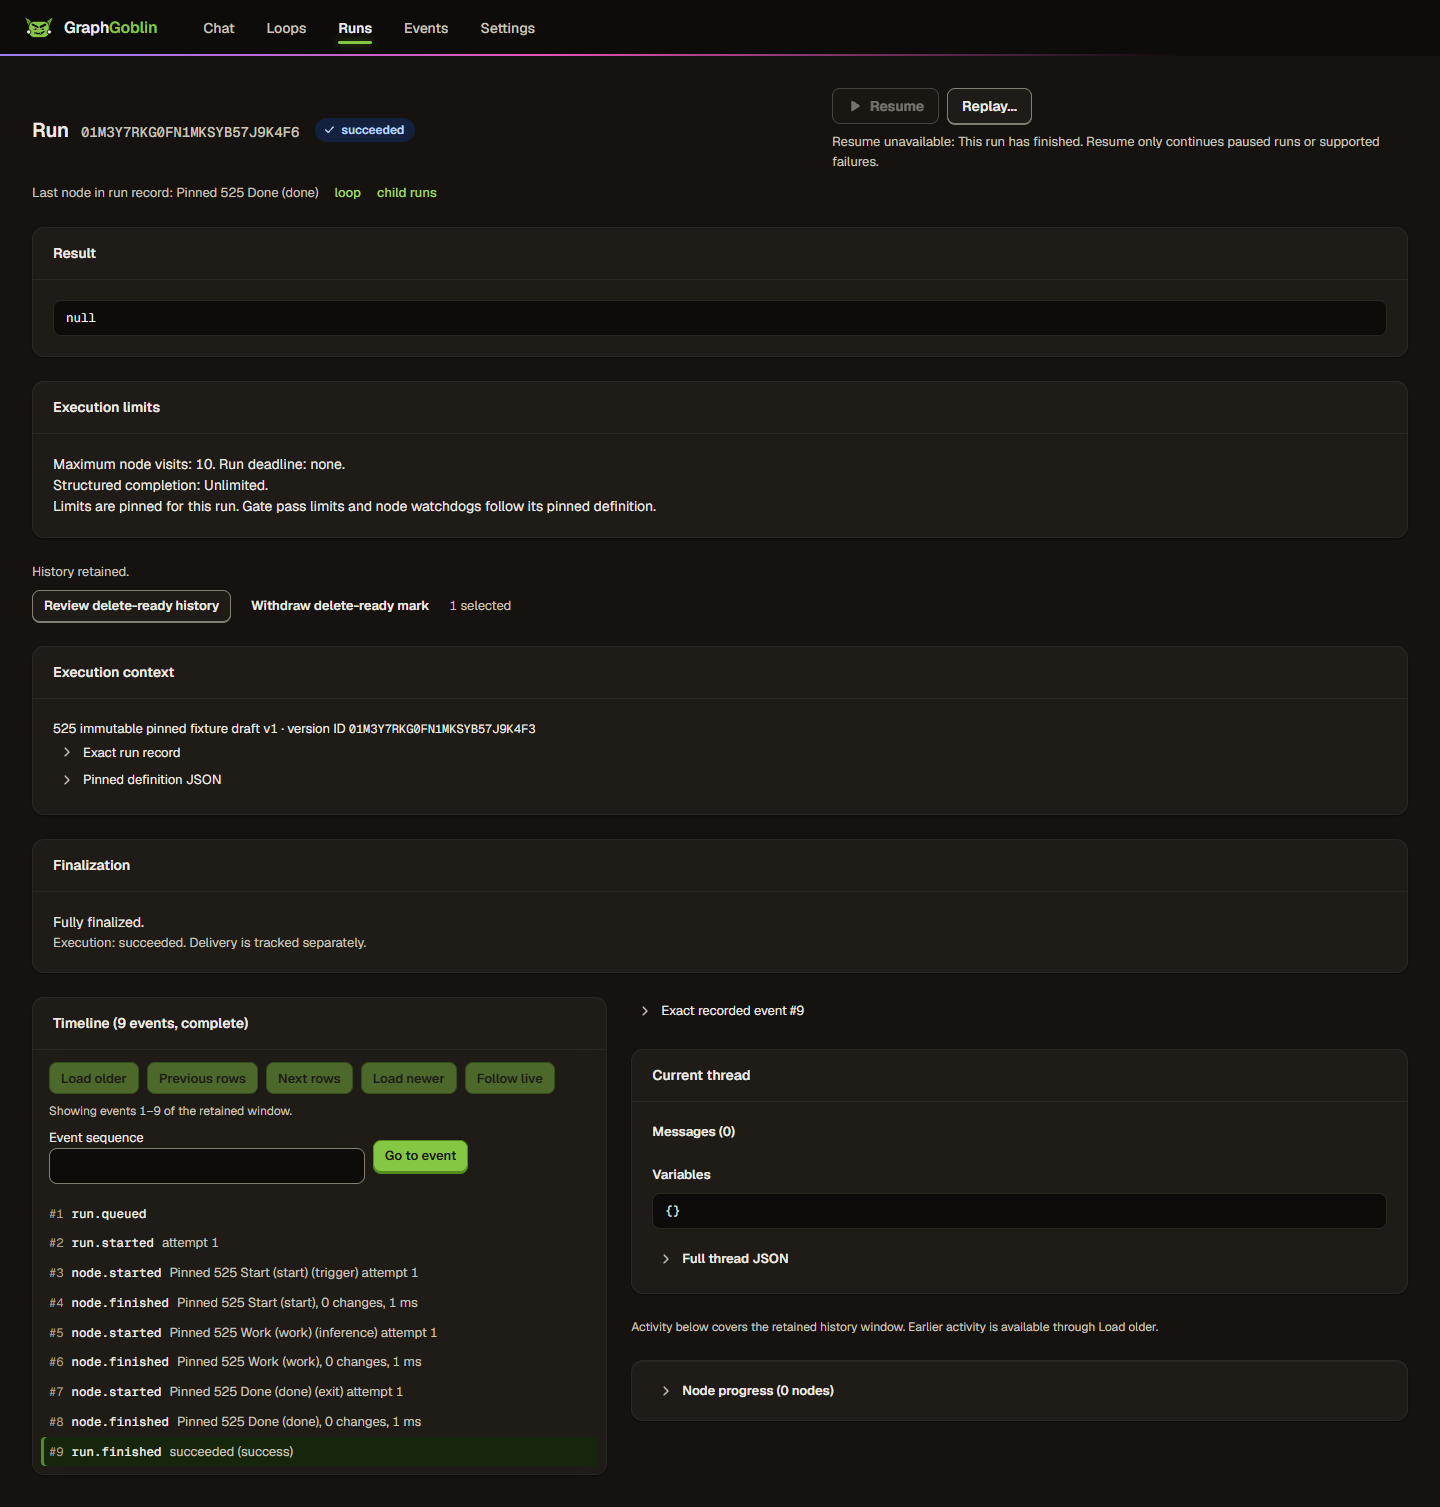 GraphGoblin Chat Loops Runs Events Settings
Run 01M3Y7RKG0FN1MKSYB57J9K4F6 succeeded
Resume Replay...
Resume unavailable: This run has finished. Resume only continues paused runs or supported
failures.
Last node in run record: Pinned 525 Done (done) loop child runs
Result
null
Execution limits
Maximum node visits: 10. Run deadline: none.
Structured completion: Unlimited.
Limits are pinned for this run. Gate pass limits and node watchdogs follow its pinned definition.
History retained.
Review delete-ready history Withdraw delete-ready mark 1 selected
Execution context
525 immutable pinned fixture draft v1 · version ID 01M3Y7RKG0FN1MKSYB57J9K4F3
Exact run record
Pinned definition JSON
Finalization
Fully finalized.
Execution: succeeded. Delivery is tracked separately.
Timeline (9 events, complete)
Load older Previous rows Next rows Load newer Follow live
Showing events 1–9 of the retained window.
Event sequence
Go to event
#1 run.queued
#2 run.started attempt 1
#3 node.started Pinned 525 Start (start) (trigger) attempt 1
#4 node.finished Pinned 525 Start (start), 0 changes, 1 ms
#5 node.started Pinned 525 Work (work) (inference) attempt 1
#6 node.finished Pinned 525 Work (work), 0 changes, 1 ms
#7 node.started Pinned 525 Done (done) (exit) attempt 1
#8 node.finished Pinned 525 Done (done), 0 changes, 1 ms
#9 run.finished succeeded (success)
Exact recorded event #9
Current thread
Messages (0)
Variables
{}
Full thread JSON
Activity below covers the retained history window. Earlier activity is available through Load older.
Node progress (0 nodes)